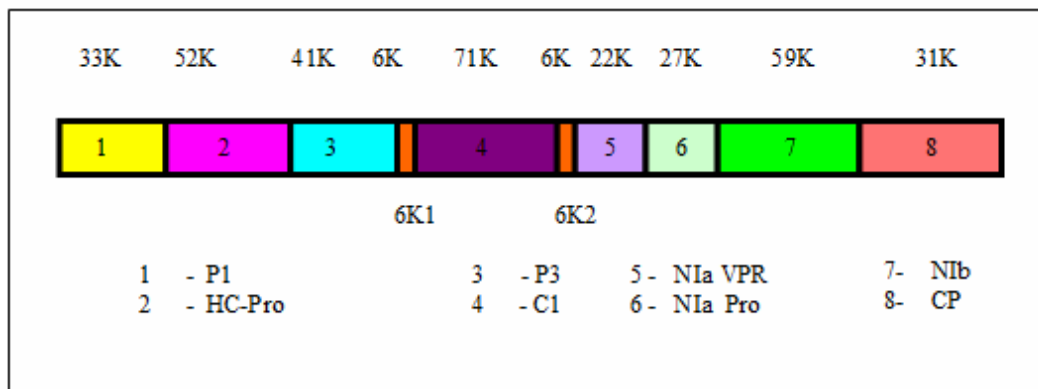 33K 52K 41K 6K 71K 6K 22K 27K 59K 31K
1 2 3 4 5 6 7 8
6K1 6K2
1 - P1 3 - P3 5 - NIa VPR 7- NIb
2 - HC-Pro 4 - C1 6 - NIa Pro 8- CP